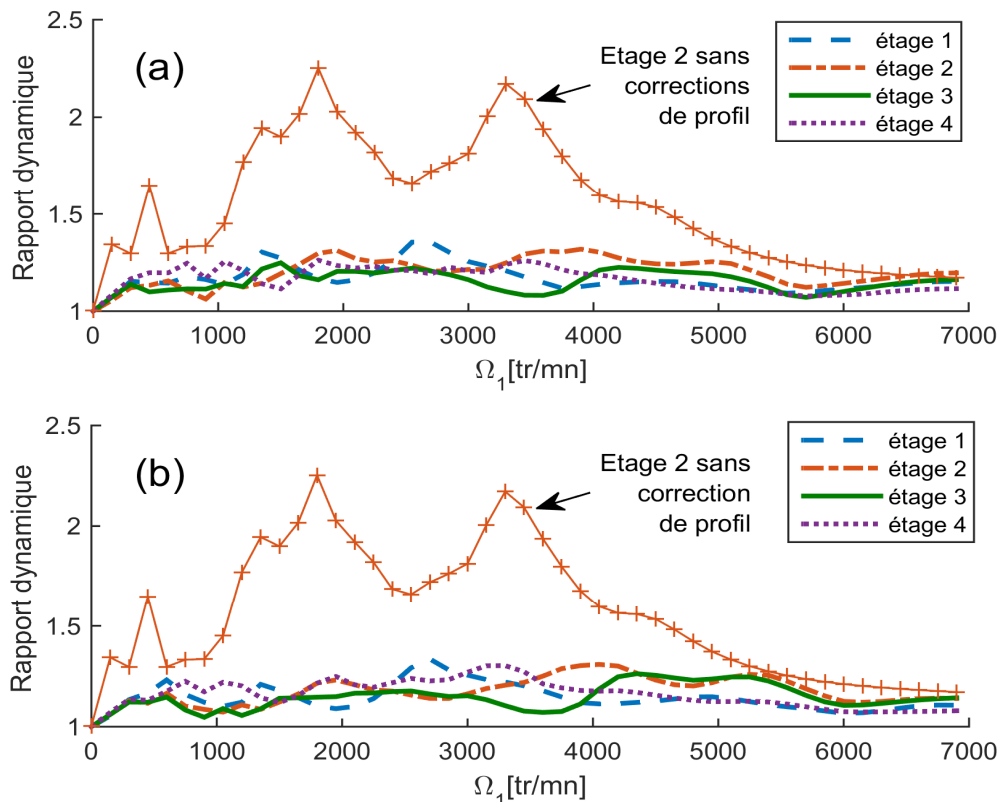 2.5
2
1.5
1
Rapport dynamique
(a)
Etage 2 sans
corrections
de profil
étage 1
étage 2
étage 3
étage 4
0 1000 2000 3000 4000 5000 6000 7000
Ω1[tr/mn]
2.5
2
1.5
1
Rapport dynamique
(b)
Etage 2 sans
correction
de profil
étage 1
étage 2
étage 3
étage 4
0 1000 2000 3000 4000 5000 6000 7000
Ω1[tr/mn]